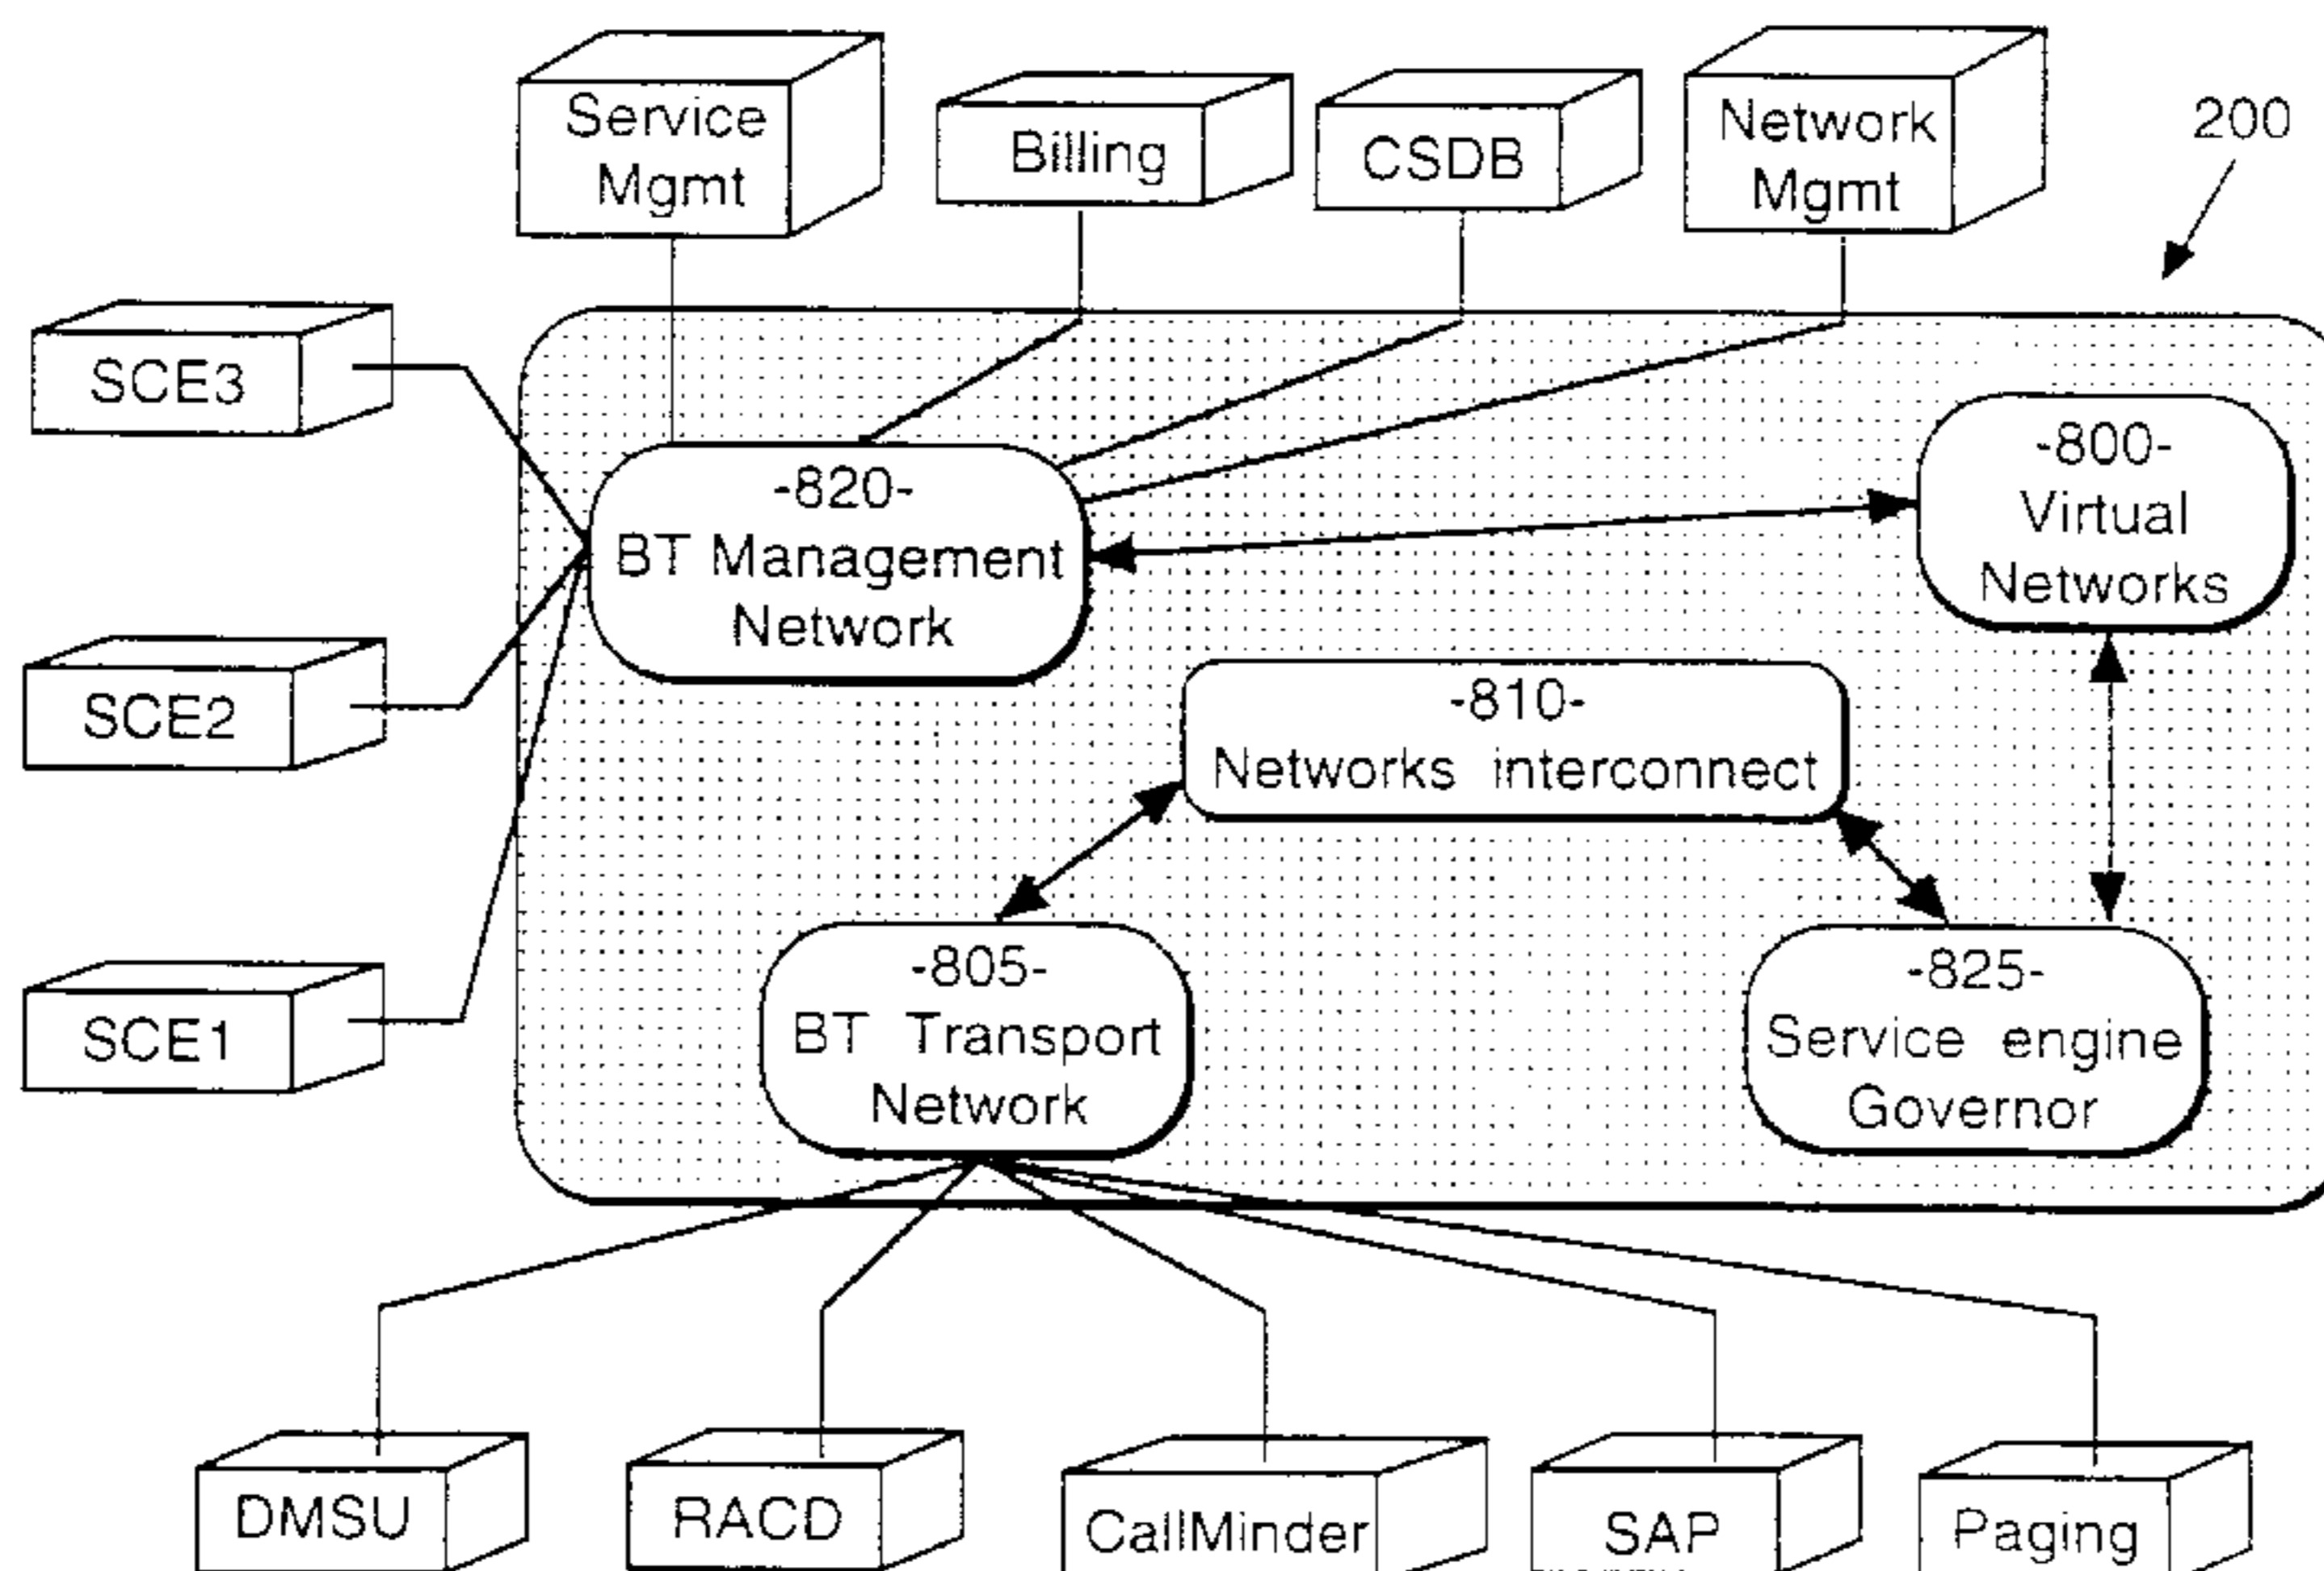 Service
Mgmt
Billing
CSDB
Network
Mgmt
200
SCE3
-820-
BT Management
Network
-800-
Virtual
Networks
SCE2
-810-
Networks interconnect
SCE1
-805-
BT Transport
Network
-825-
Service engine
Governor
DMSU
RACD
CallMinder
SAP
Paging